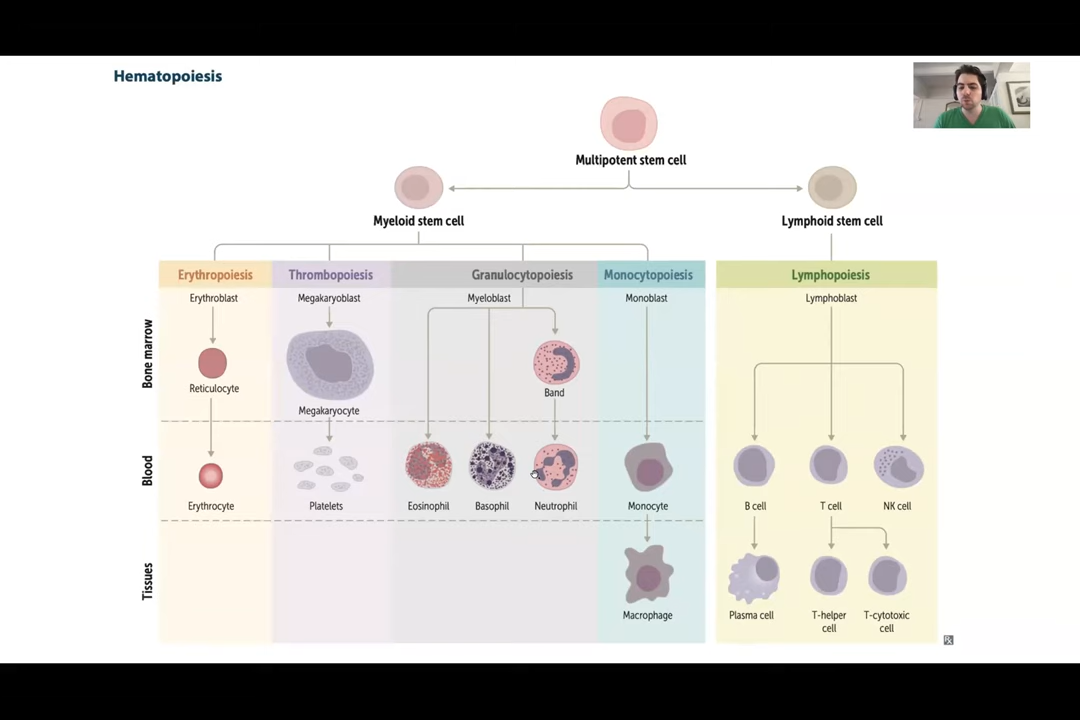 Hematopoiesis
Multipotent stem cell
Myeloid stem cell
Lymphoid stem cell
Erythropoiesis
Thrombopoiesis
Granulocytopoiesis
Monocytopoiesis
Lymphopoiesis
Erythroblast
Megakaryoblast
Myeloblast
Monoblast
Lymphoblast
Bone marrow
Reticulocyte
Band
Megakaryocyte
Blood
Erythrocyte
Platelets
Eosinophil
Basophil
Neutrophil
Monocyte
B cell
T cell
NK cell
Tissues
Macrophage
Plasma cell
T-helper
cell
T-cytotoxic
cell
Rx